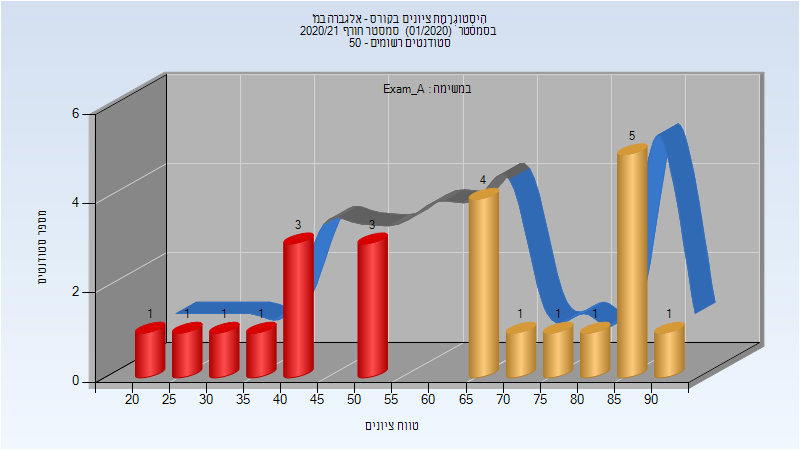 היסטוגרמת ציונים בקורס - אלגברה במ'
בסמסטר (01/2020) סמסטר חורף 2020/21
סטודנטים רשומים - 50
במשימה : Exam_A
מספר סטודנטים
6
4
2
0
1 1 1 1 3 3 4 1 1 1 5 1
20 25 30 35 40 45 50 55 60 65 70 75 80 85 90
טווח ציונים